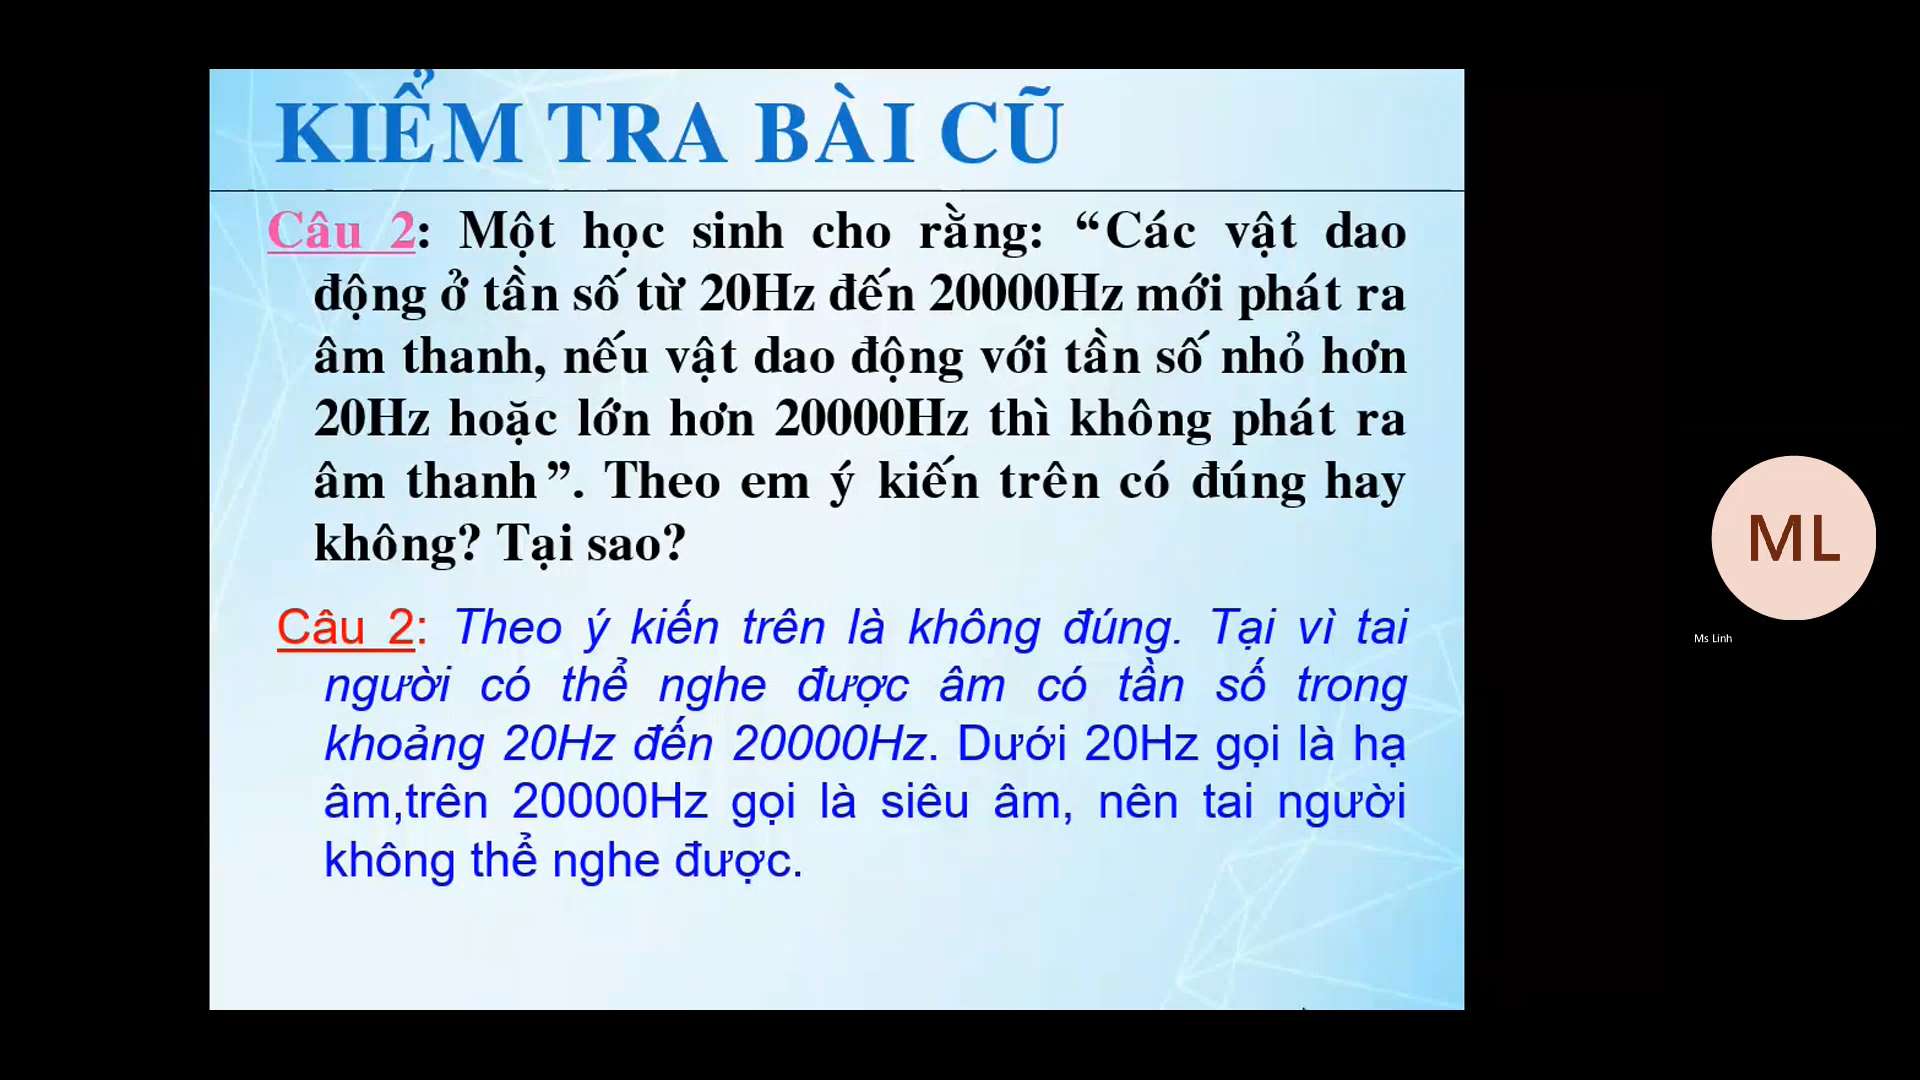 KIỂM TRA BÀI CŨ
Câu 2: Một học sinh cho rằng: “Các vật dao
động ở tần số từ 20Hz đến 20000Hz mới phát ra
âm thanh, nếu vật dao động với tần số nhỏ hơn
20Hz hoặc lớn hơn 20000Hz thì không phát ra
âm thanh”. Theo em ý kiến trên có đúng hay
không? Tại sao?
Câu 2: Theo ý kiến trên là không đúng. Tại vì tai
người có thể nghe được âm có tần số trong
khoảng 20Hz đến 20000Hz. Dưới 20Hz gọi là hạ
âm,trên 20000Hz gọi là siêu âm, nên tai người
không thể nghe được.
ML
Ms Linh